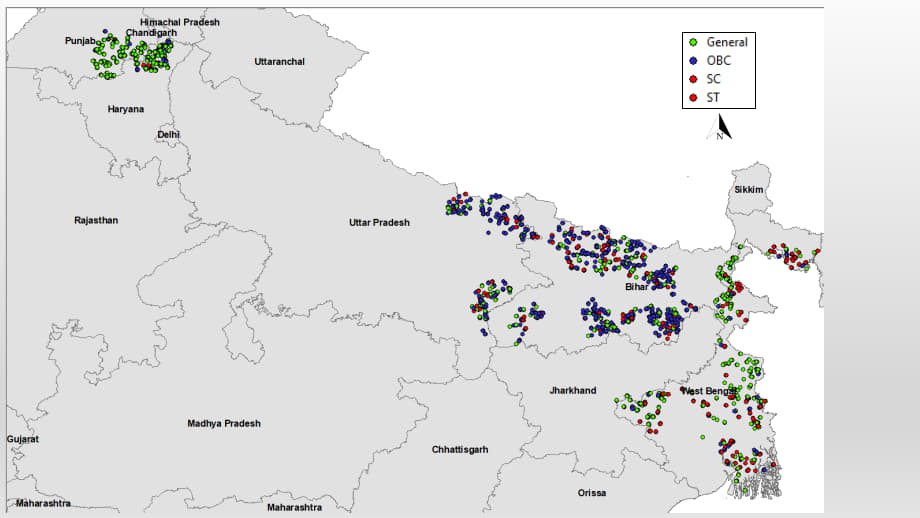 Himachal Pradesh
Chandigarh
Punjab
Uttaranchal
General
OBC
SC
ST
N
Haryana
Delhi
Sikkim
Rajasthan
Uttar Pradesh
Bihar
Jharkhand
West Bengal
Madhya Pradesh
Gujarat
Chhattisgarh
Orissa
Maharashtra
Maharashtra